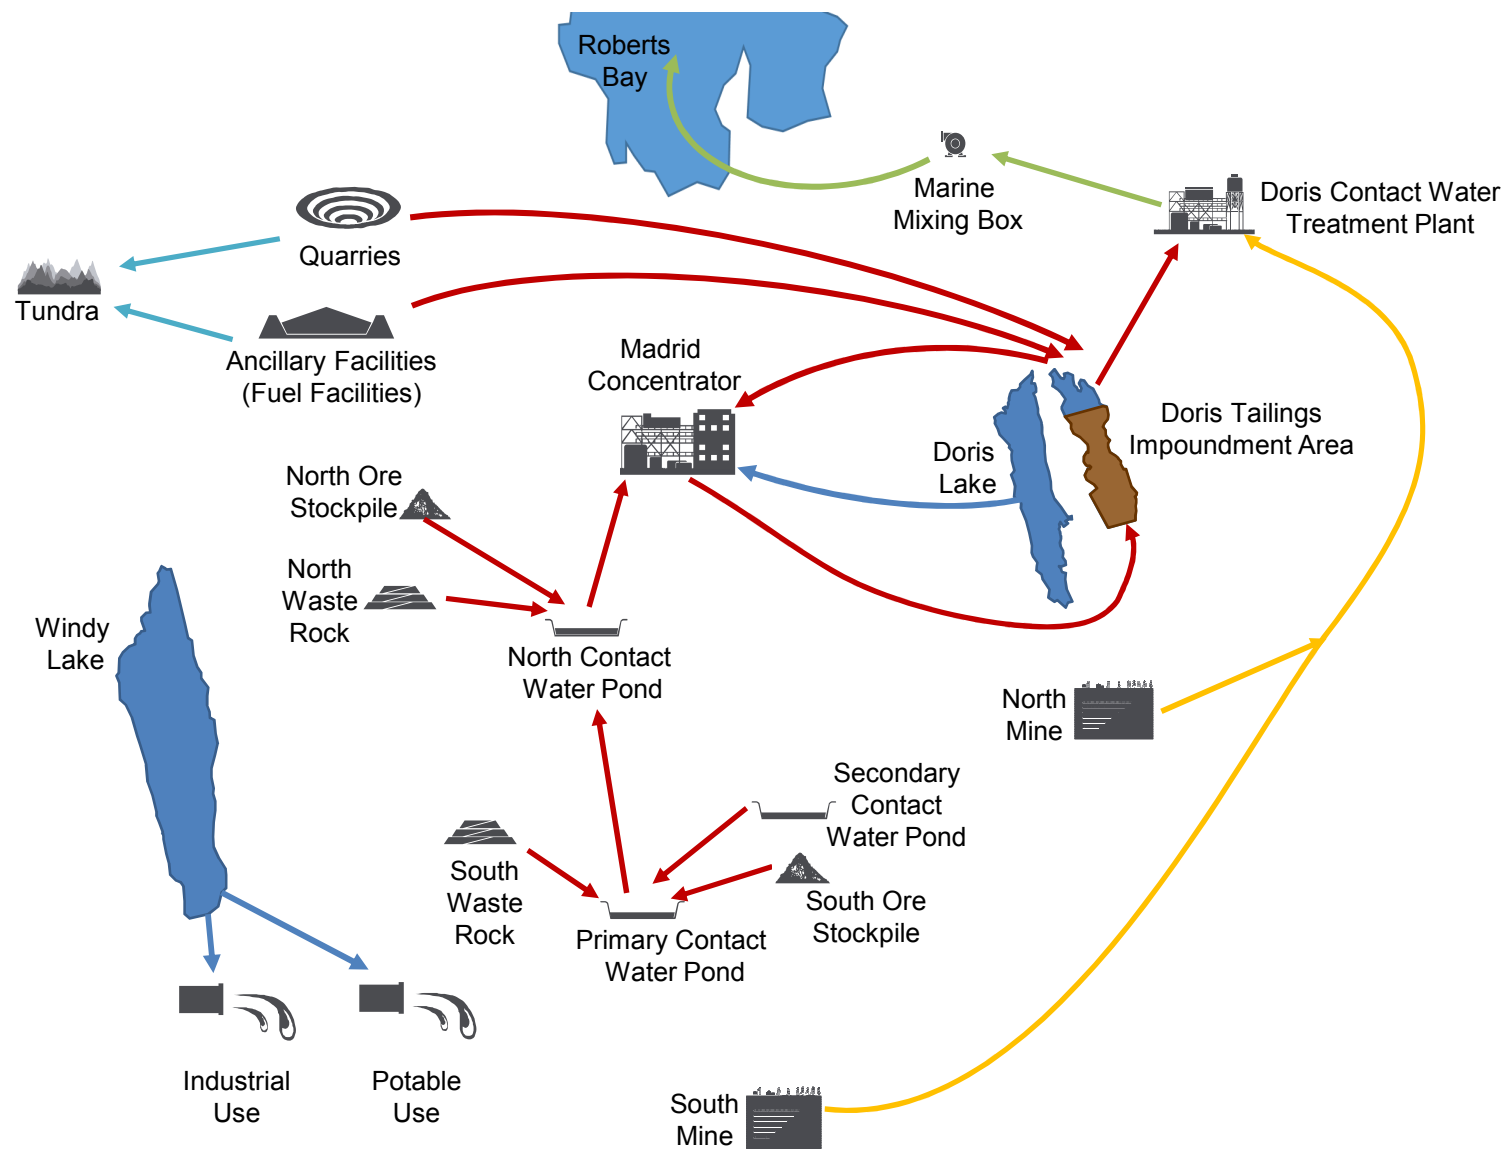 Roberts
Bay
Marine
Mixing Box
Doris Contact Water
Treatment Plant
Quarries
Tundra
Ancillary Facilities
(Fuel Facilities)
Madrid
Concentrator
Doris Tailings
Impoundment Area
Doris
Lake
North Ore
Stockpile
North
Waste
Rock
Windy
Lake
North Contact
Water Pond
North
Mine
Secondary
Contact
Water Pond
South
Waste
Rock
South Ore
Stockpile
Primary Contact
Water Pond
Industrial
Use
Potable
Use
South
Mine